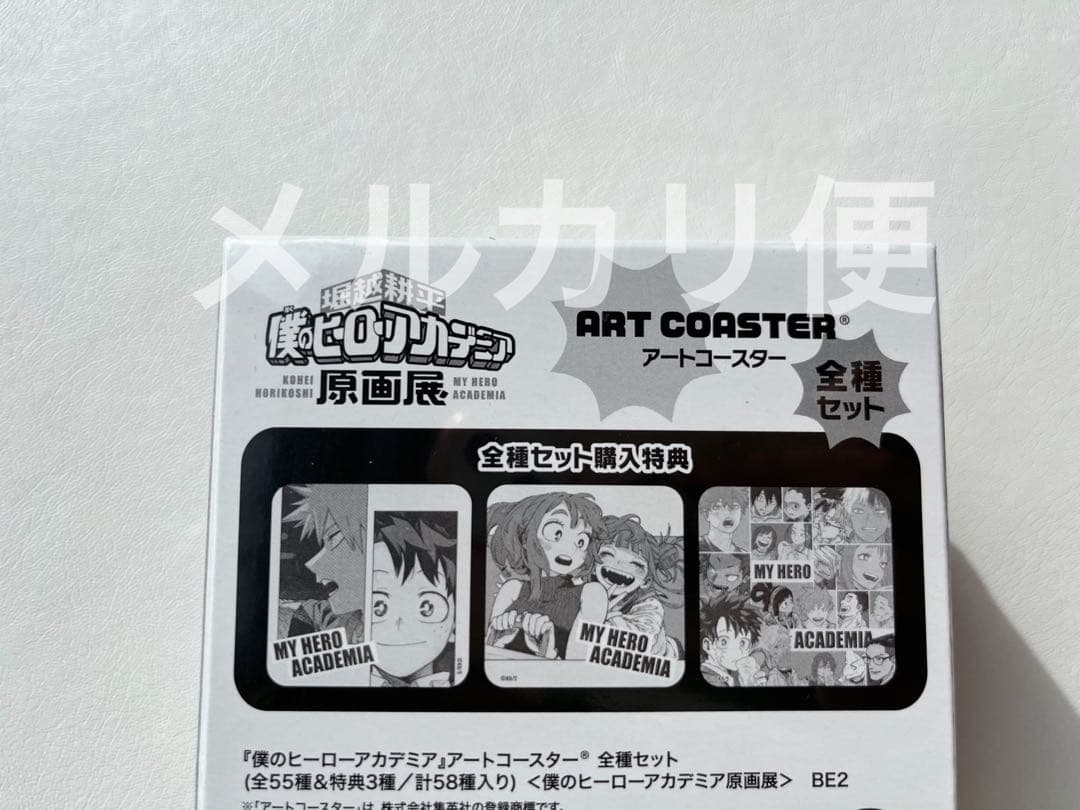 メルカリ便
堀越耕平
僕のヒーローアカデミア
KOHEI HORIKOSHI
原画展
MY HERO ACADEMIA
ART COASTER®
アートコースター
全種
セット
全種セット購入特典
MY HERO
ACADEMIA
MY HERO
ACADEMIA
MY HERO
ACADEMIA
『僕のヒーローアカデミア』アートコースター® 全種セット
(全55種&特典3種/計58種入り) <僕のヒーローアカデミア原画展> BE2
※「アートコースター」は、株式会社集英社の登録商標です。